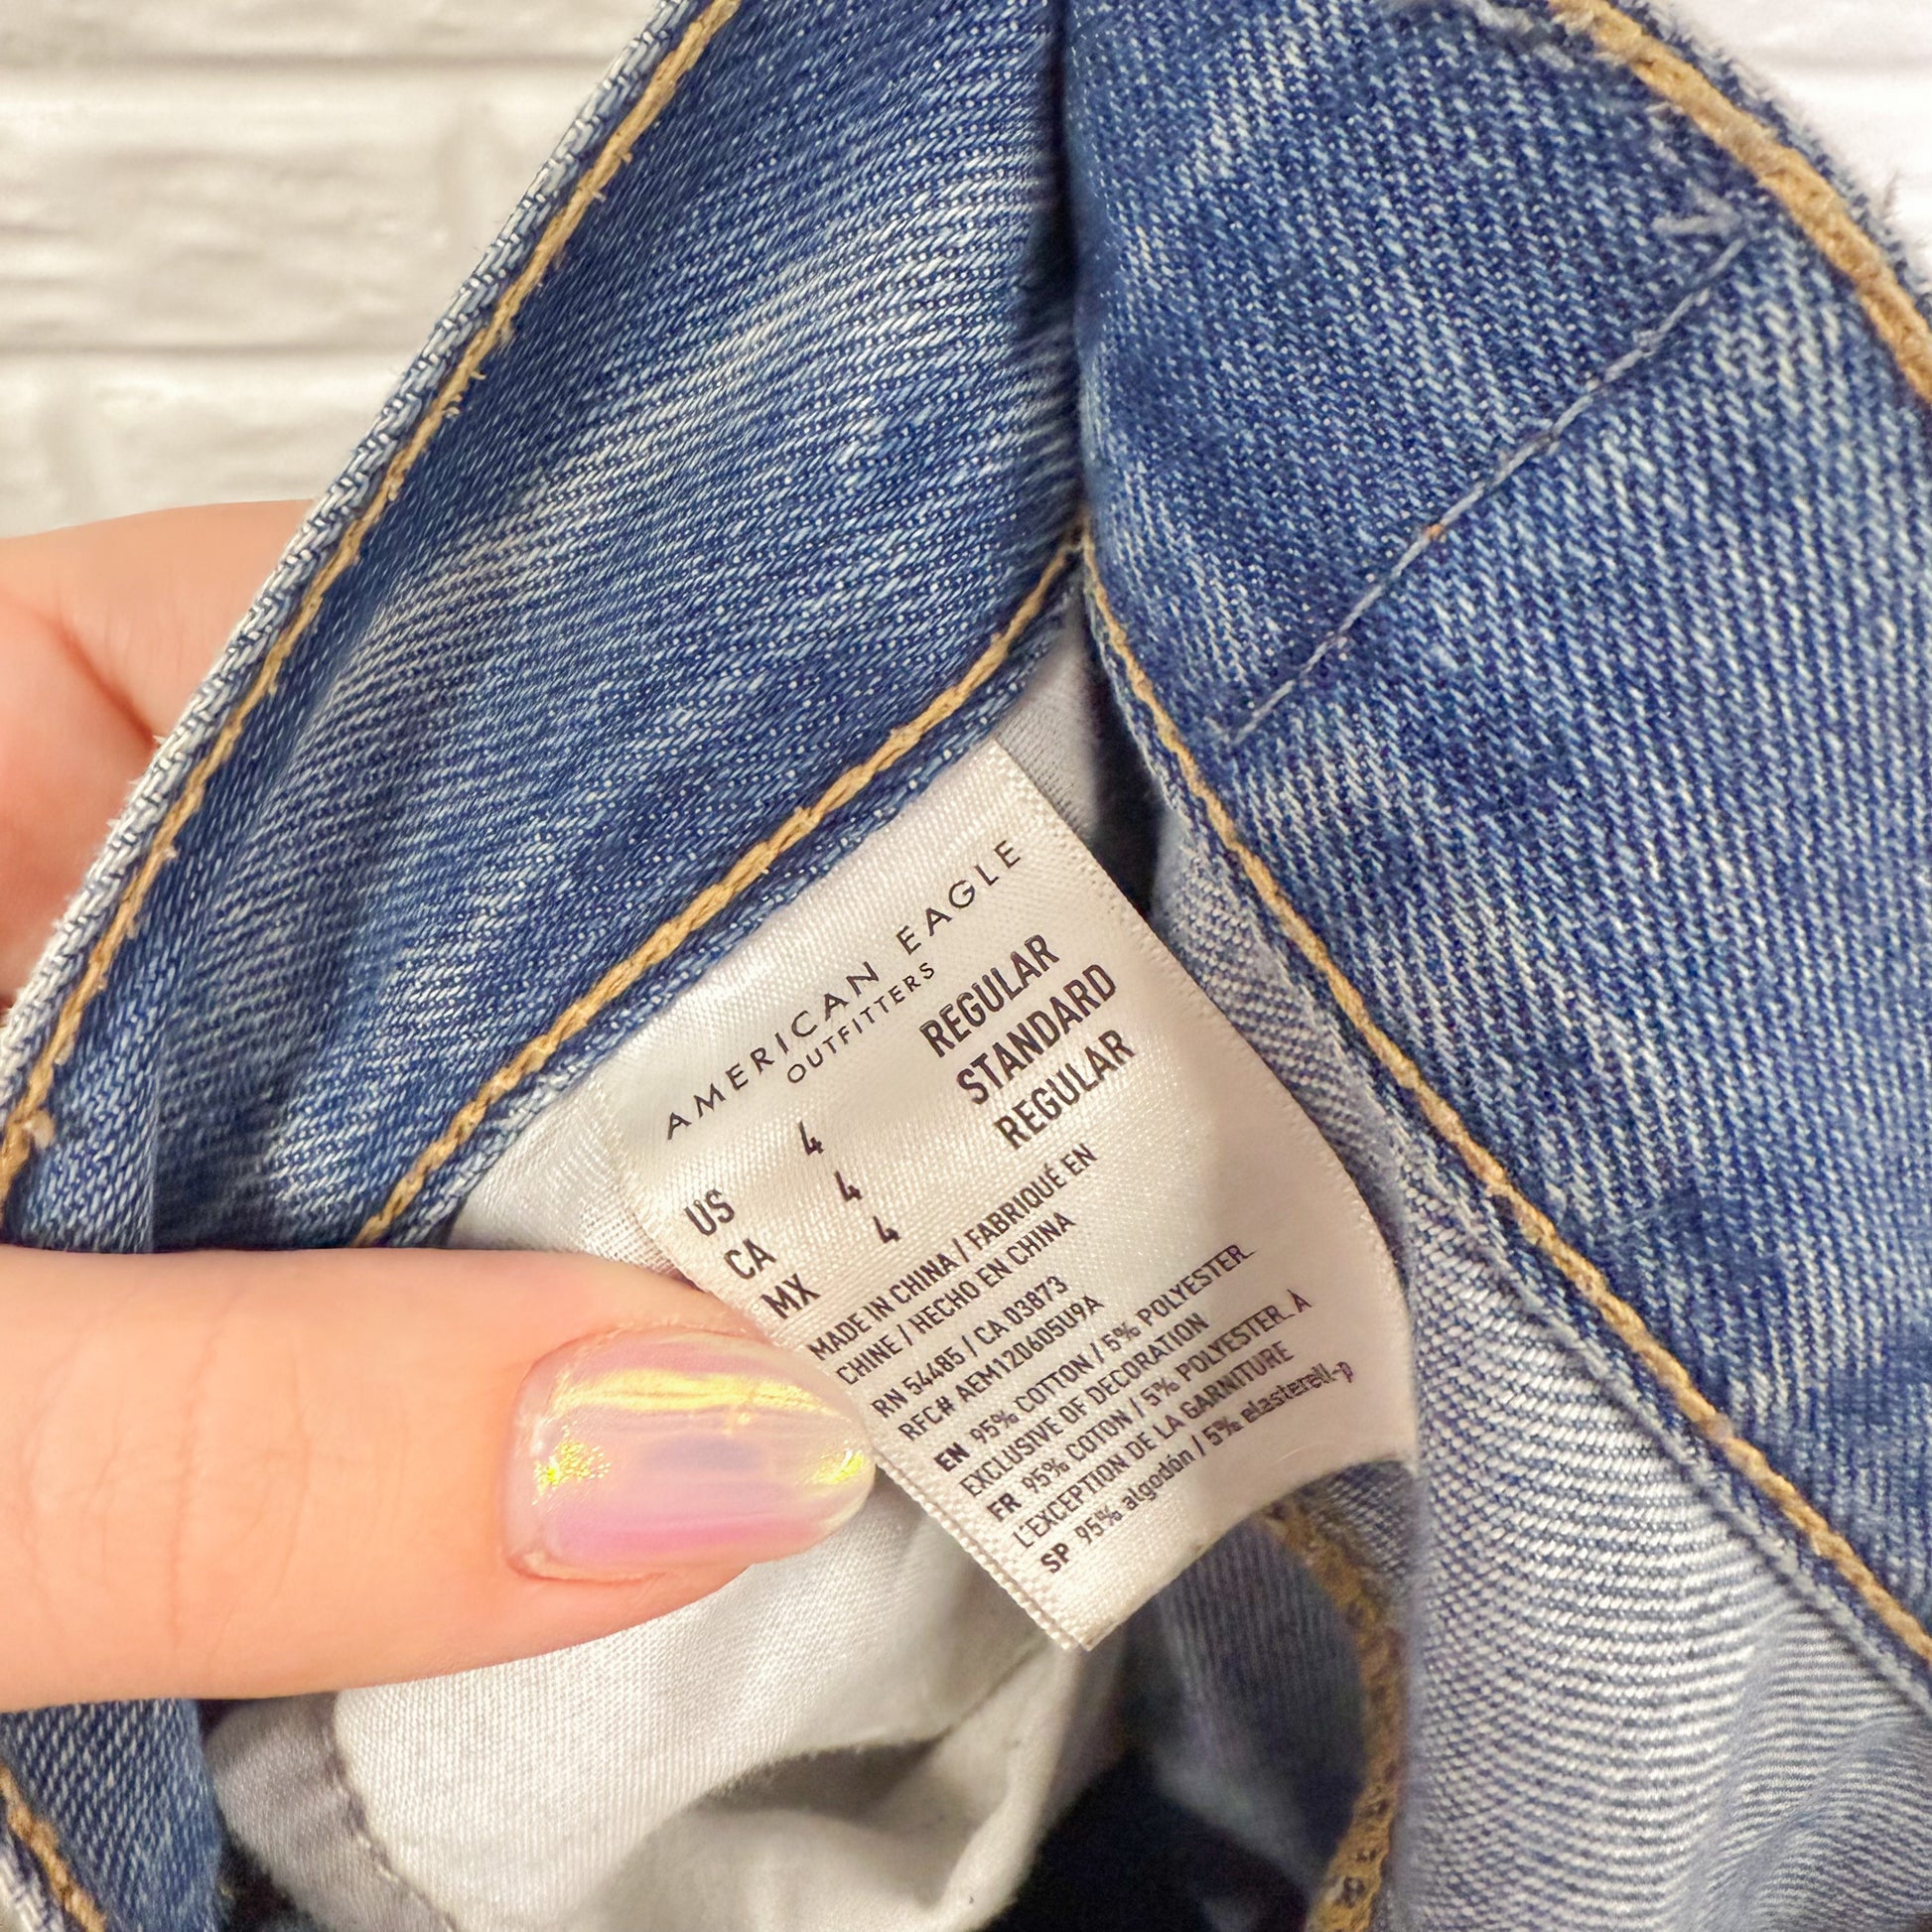 AMERICAN EAGLE
OUTFITTERS
US 4 REGULAR
CA 4 STANDARD
MX 4 REGULAR
MADE IN CHINA / FABRIQUÉ EN
CHINE / HECHO EN CHINA
RN 54485 / CA 03873
RFC# AEM120605U9A
EN 95% COTTON / 5% POLYESTER.
EXCLUSIVE OF DECORATION
FR 95% COTON / 5% POLYESTER. À
L'EXCEPTION DE LA GARNITURE
SP 95% algodón / 5% elasterell-p